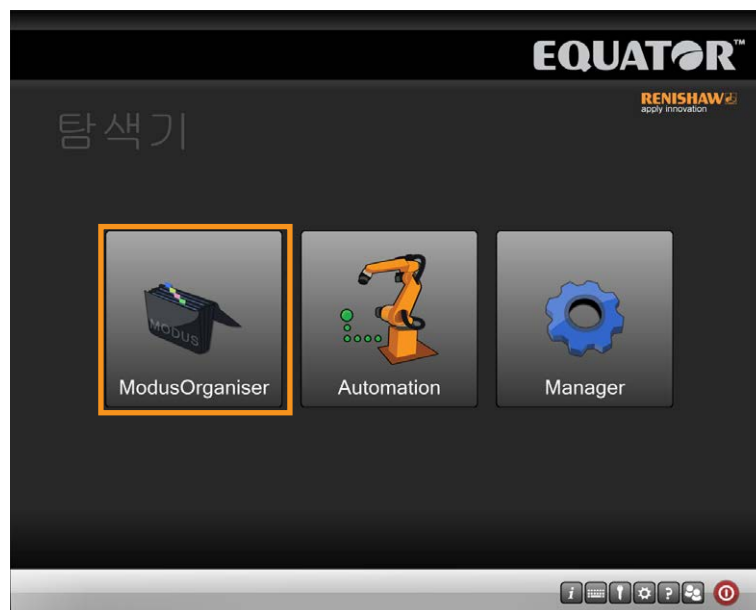 EQUATOR™
RENISHAW
apply innovation
탐색기
MODUS
ModusOrganiser
Automation
Manager
i
?